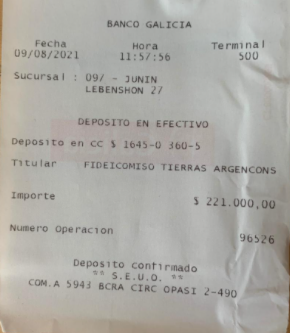 BANCO GALICIA
Fecha Hora Terminal
09/08/2021 11:57:56 500
Sucursal : 09/ - JUNIN
LEBENSHON 27
DEPOSITO EN EFECTIVO
Deposito en CC $ 1645-0 360-5
Titular FIDEICOMISO TIERRAS ARGENCONS
Importe $ 221.000,00
Numero Operacion 96526
Deposito confirmado
** S.E.U.O. **
COM.A 5943 BCRA CIRC OPASI 2-490